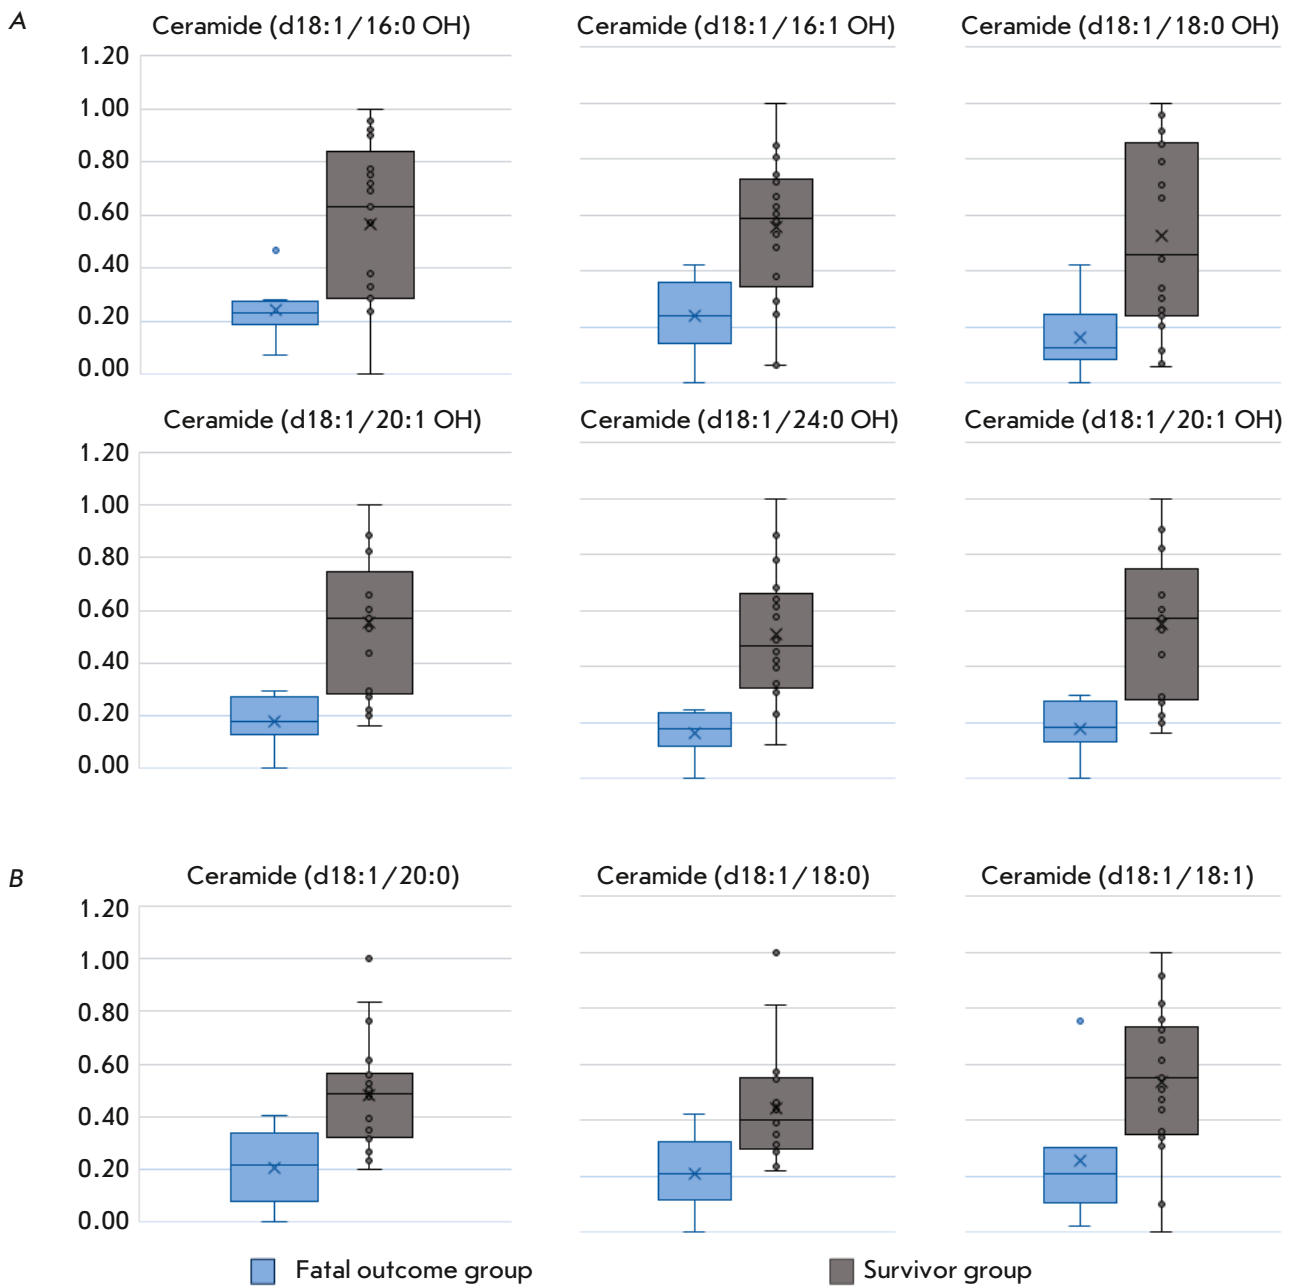 A
Ceramide (d18:1/16:0 OH)
Ceramide (d18:1/16:1 OH)
Ceramide (d18:1/18:0 OH)
1.20
1.00
0.80
0.60
0.40
0.20
0.00
Ceramide (d18:1/20:1 OH)
Ceramide (d18:1/24:0 OH)
Ceramide (d18:1/20:1 OH)
1.20
1.00
0.80
0.60
0.40
0.20
0.00
B
Ceramide (d18:1/20:0)
Ceramide (d18:1/18:0)
Ceramide (d18:1/18:1)
1.20
1.00
0.80
0.60
0.40
0.20
0.00
Fatal outcome group
Survivor group